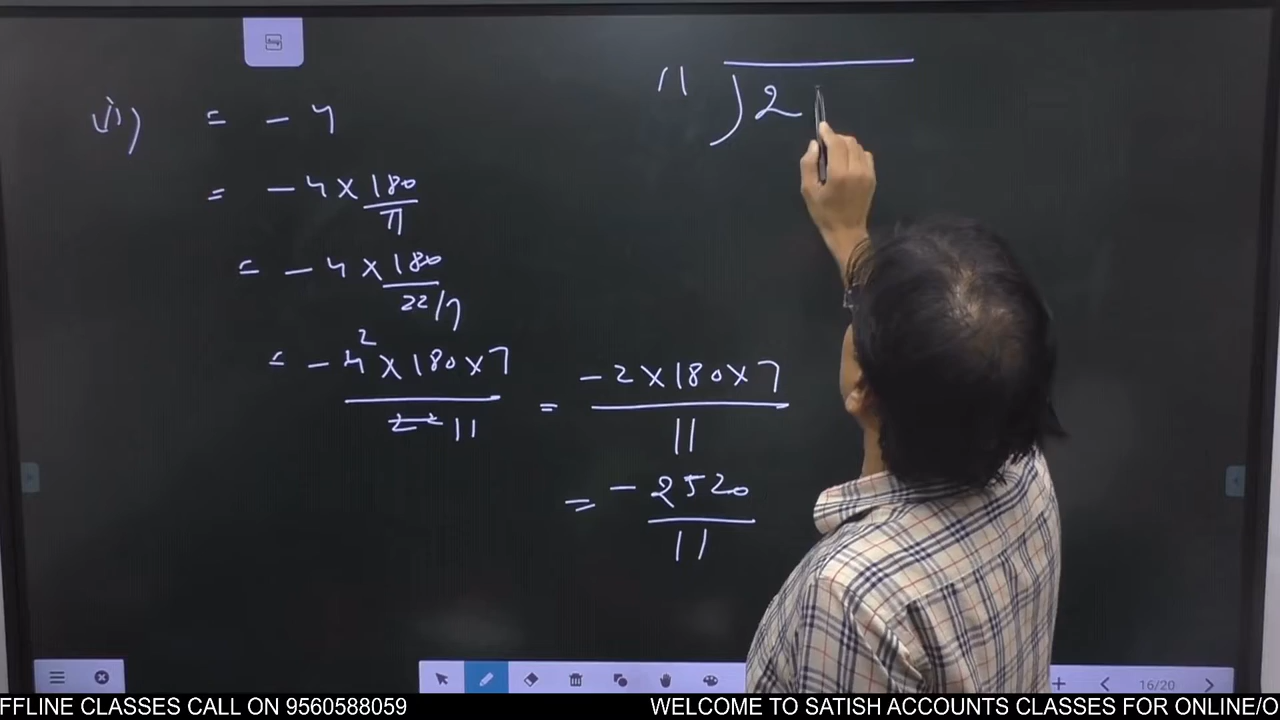 ii) = - 4
= - 4 × 180/π
= - 4 × 180/22/7
= - 4 2 × 180 × 7 / 22 11 = - 2 × 180 × 7 / 11
= - 2520/11
11 ) 2
16/20
FFLINE CLASSES CALL ON 9560588059 WELCOME TO SATISH ACCOUNTS CLASSES FOR ONLINE/O